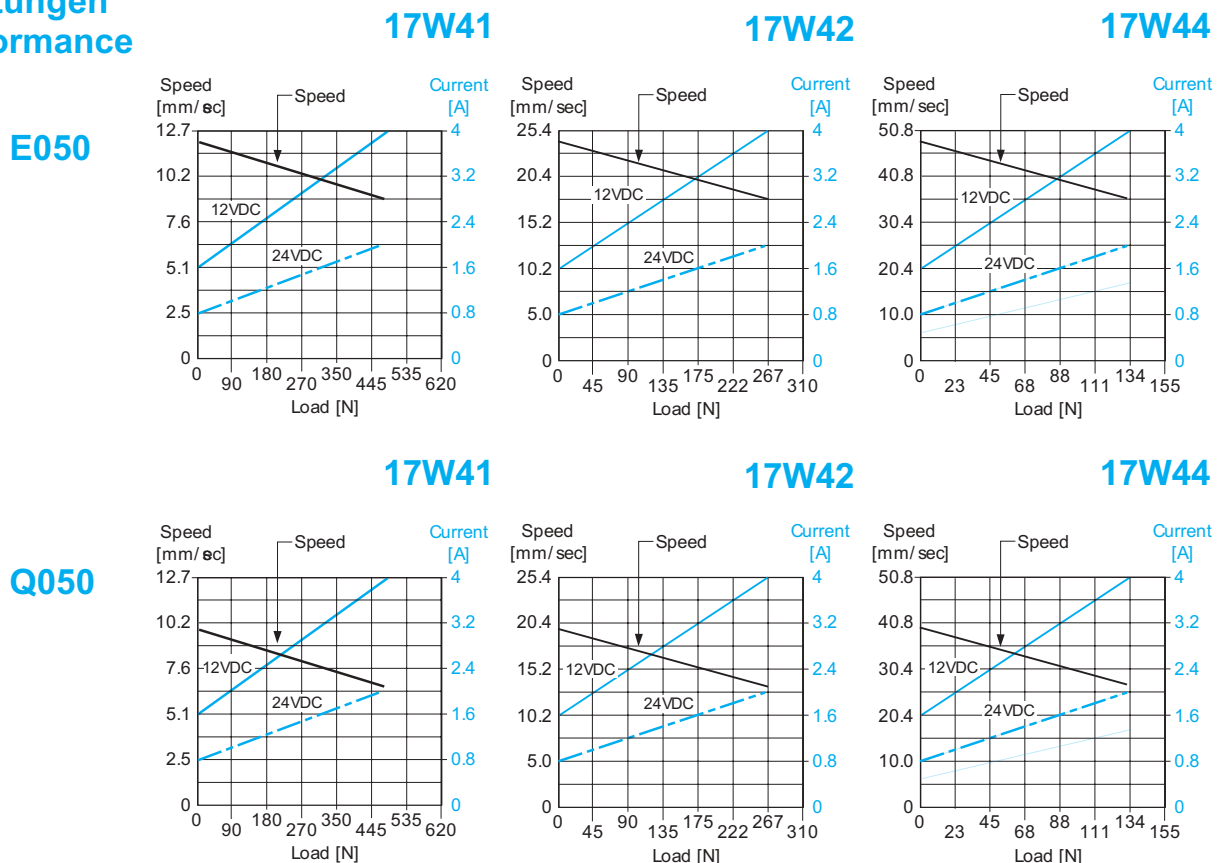 tungen
ormance
17W41
17W42
17W44
E050
Speed
[mm/ sec]
Speed
Current
[A]
12.7
10.2
7.6
5.1
2.5
0
4
3.2
2.4
1.6
0.8
0
12VDC
24VDC
0 90 180 270 350 445 535 620
Load [N]
Speed
[mm/ sec]
Speed
Current
[A]
25.4
20.4
15.2
10.2
5.0
0
4
3.2
2.4
1.6
0.8
0
12VDC
24VDC
0 45 90 135 175 222 267 310
Load [N]
Speed
[mm/ sec]
Speed
Current
[A]
50.8
40.8
30.4
20.4
10.0
0
4
3.2
2.4
1.6
0.8
0
12VDC
24VDC
0 23 45 68 88 111 134 155
Load [N]
17W41
17W42
17W44
Q050
Speed
[mm/ sec]
Speed
Current
[A]
12.7
10.2
7.6
5.1
2.5
0
4
3.2
2.4
1.6
0.8
0
12VDC
24VDC
0 90 180 270 350 445 535 620
Load [N]
Speed
[mm/ sec]
Speed
Current
[A]
25.4
20.4
15.2
10.2
5.0
0
4
3.2
2.4
1.6
0.8
0
12VDC
24VDC
0 45 90 135 175 222 267 310
Load [N]
Speed
[mm/ sec]
Speed
Current
[A]
50.8
40.8
30.4
20.4
10.0
0
4
3.2
2.4
1.6
0.8
0
12VDC
24VDC
0 23 45 68 88 111 134 155
Load [N]